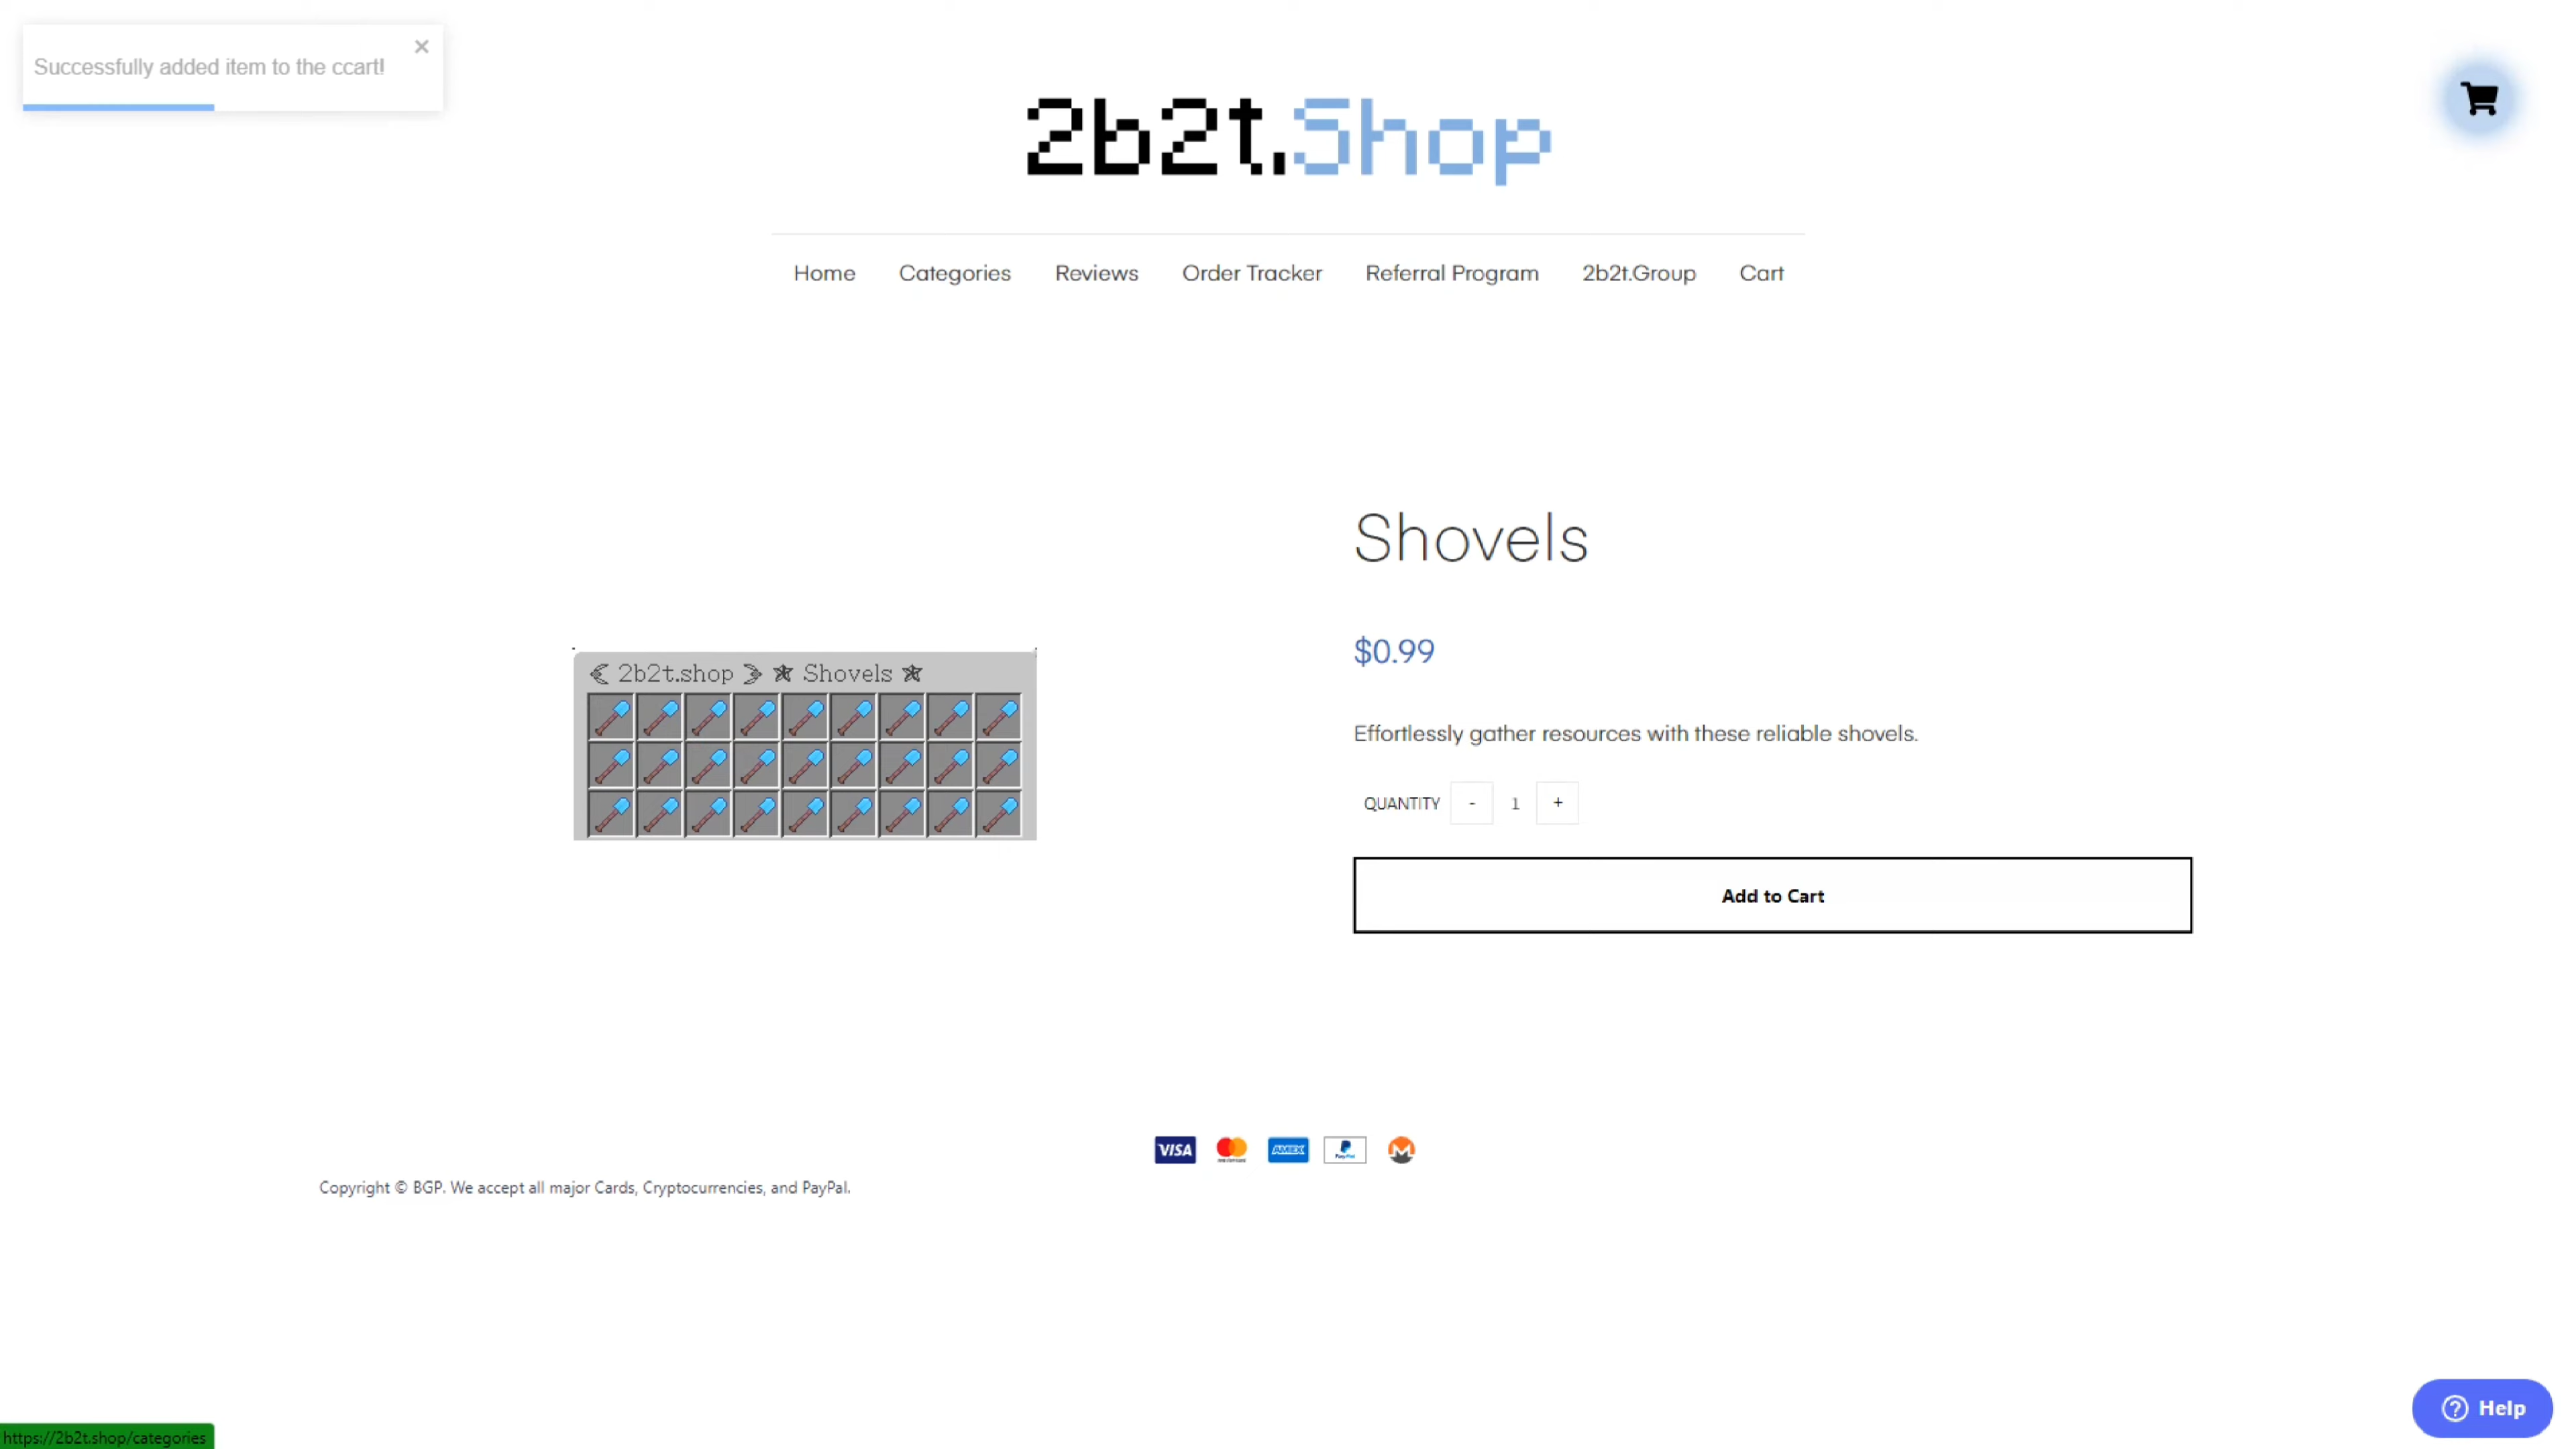 Successfully added item to the ccart!
2b2t.Shop
Home Categories Reviews Order Tracker Referral Program 2b2t.Group Cart
Shovels
$0.99
2b2t.shop Shovels
Effortlessly gather resources with these reliable shovels.
QUANTITY - 1 +
Add to Cart
VISA AMEX PayPal
Copyright © BGP. We accept all major Cards, Cryptocurrencies, and PayPal.
Help
https://2b2t.shop/categories